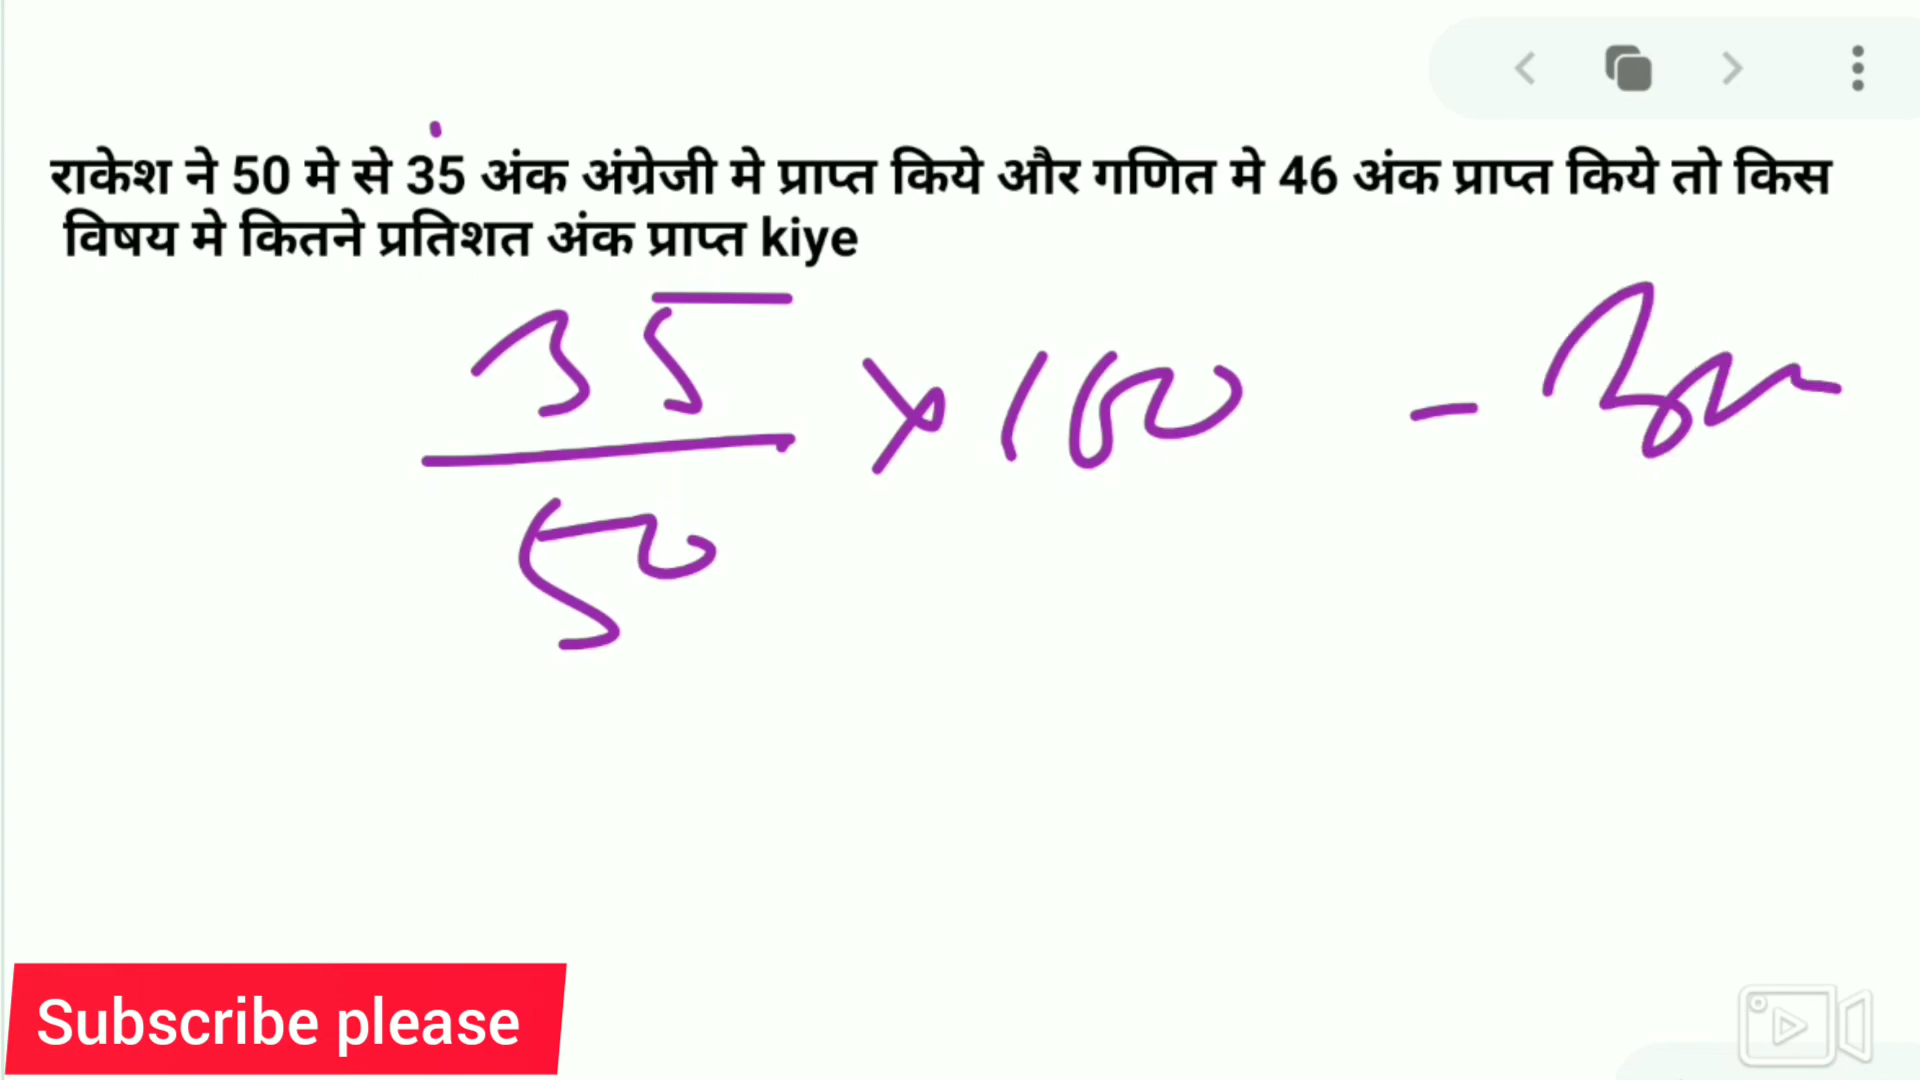 राकेश ने 50 मे से 35 अंक अंग्रेजी मे प्राप्त किये और गणित मे 46 अंक प्राप्त किये तो किस
विषय मे कितने प्रतिशत अंक प्राप्त kiye
35
× 100 -
50
Subscribe please